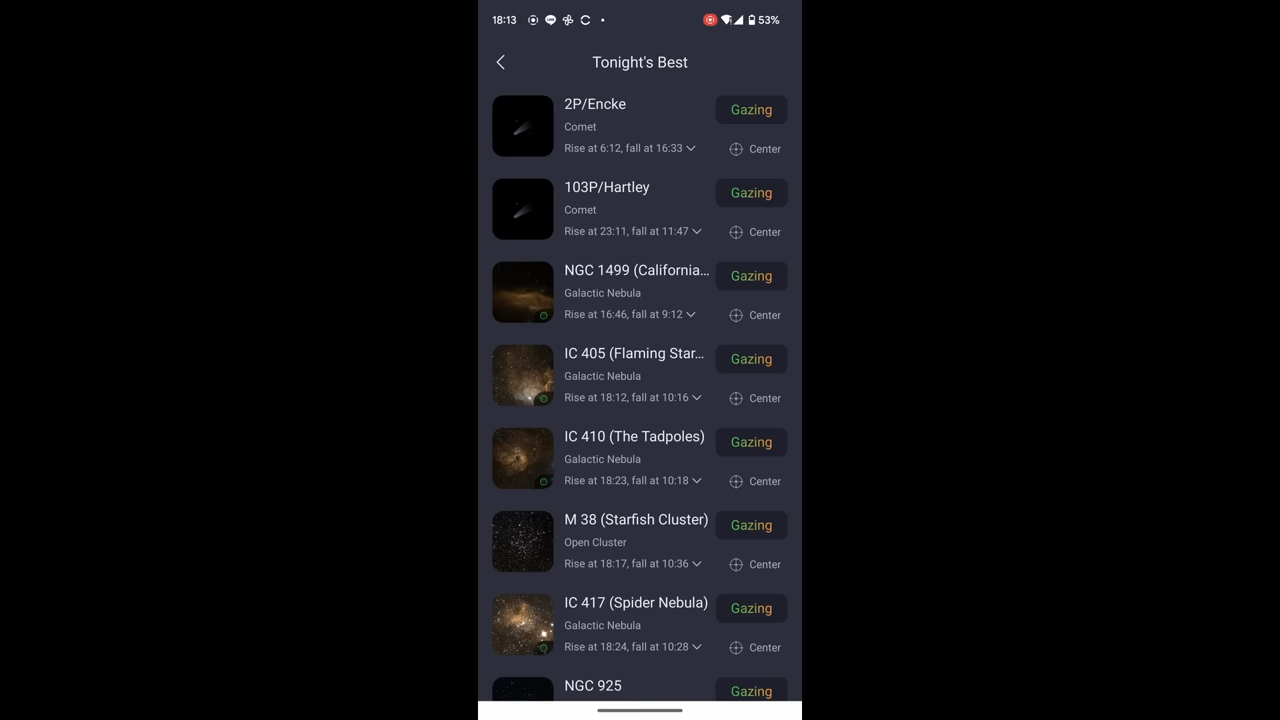 18:13
53%
Tonight's Best
2P/Encke
Gazing
Comet
Rise at 6:12, fall at 16:33
Center
103P/Hartley
Gazing
Comet
Rise at 23:11, fall at 11:47
Center
NGC 1499 (California...
Gazing
Galactic Nebula
Rise at 16:46, fall at 9:12
Center
IC 405 (Flaming Star...
Gazing
Galactic Nebula
Rise at 18:12, fall at 10:16
Center
IC 410 (The Tadpoles)
Gazing
Galactic Nebula
Rise at 18:23, fall at 10:18
Center
M 38 (Starfish Cluster)
Gazing
Open Cluster
Rise at 18:17, fall at 10:36
Center
IC 417 (Spider Nebula)
Gazing
Galactic Nebula
Rise at 18:24, fall at 10:28
Center
NGC 925
Gazing